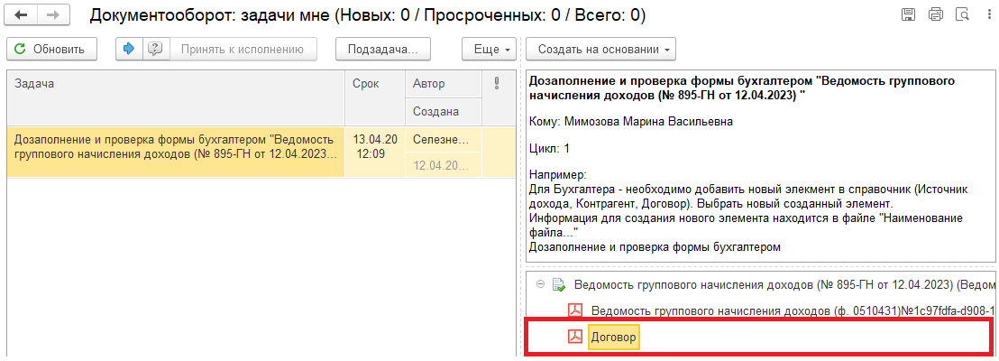 Документооборот: задачи мне (Новых: 0 / Просроченных: 0 / Всего: 0)
Обновить Принять к исполнению Подзадача... Еще Создать на основании
Задача Срок Автор
Создана
Дозаполнение и проверка формы бухгалтером "Ведомость 13.04.20 Селезне...
группового начисления доходов (№ 895-ГН от 12.04.2023... 12:09
12.04.20...
Дозаполнение и проверка формы бухгалтером "Ведомость группового
начисления доходов (№ 895-ГН от 12.04.2023) "
Кому: Мимозова Марина Васильевна
Цикл: 1
Например:
Для Бухгалтера - необходимо добавить новый элекмент в справочник (Источник
дохода, Контрагент, Договор). Выбрать новый созданный элемент.
Информация для создания нового элемента находится в файле "Наименование
файла..."
Дозаполнение и проверка формы бухгалтером
Ведомость группового начисления доходов (№ 895-ГН от 12.04.2023) (Ведом
Ведомость группового начисления доходов (ф. 0510431)№1c97fdfa-d908-1
Договор